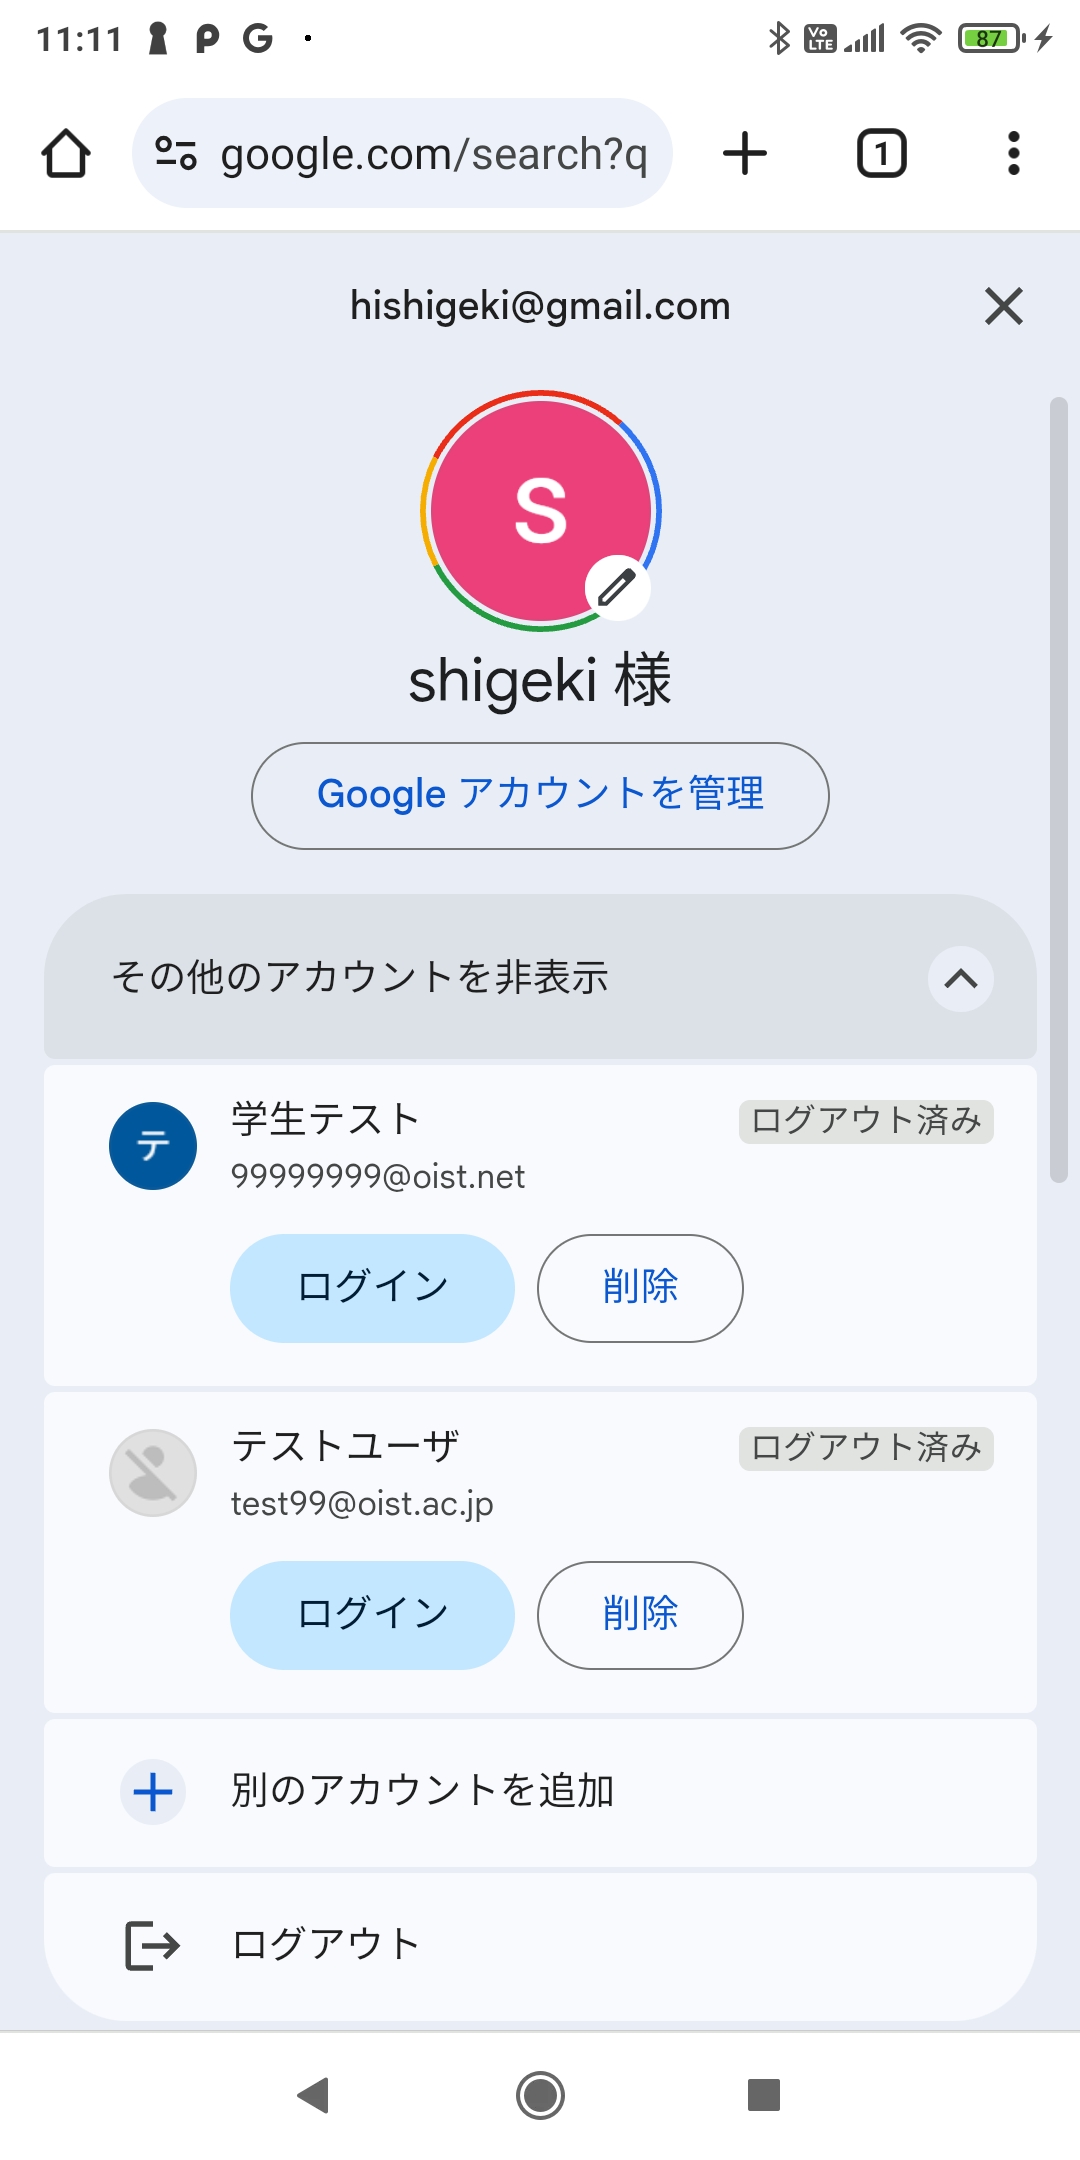 11:11
Vo LTE
87
google.com/search?q
1
hishigeki@gmail.com
S
shigeki 様
Google アカウントを管理
その他のアカウントを非表示
テ
学生テスト
ログアウト済み
99999999@oist.net
ログイン
削除
テストユーザ
ログアウト済み
test99@oist.ac.jp
ログイン
削除
別のアカウントを追加
ログアウト